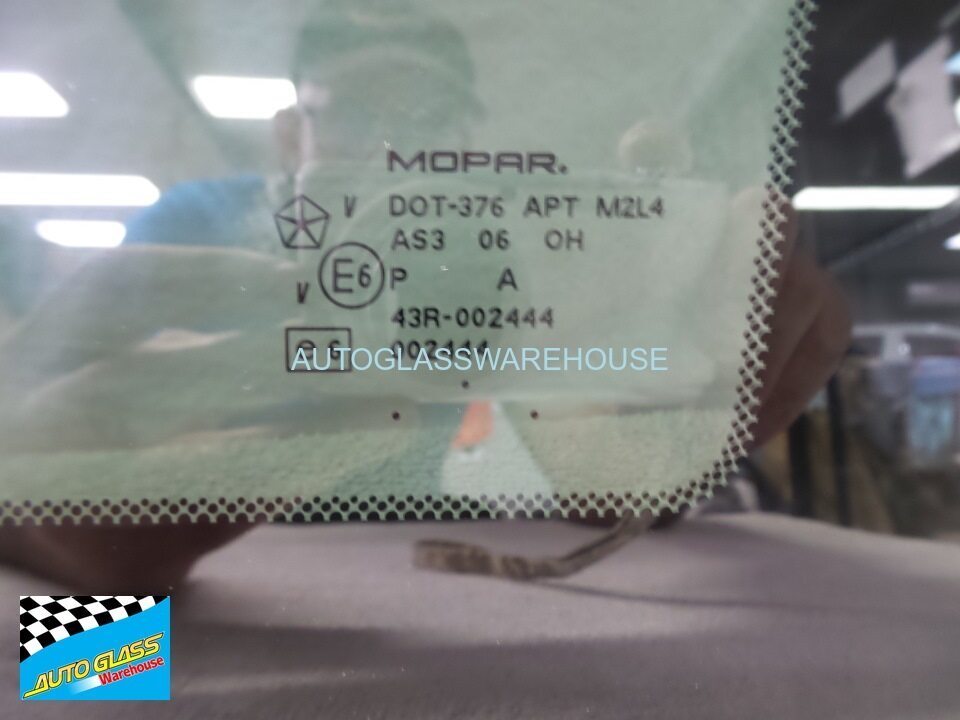 MOPAR.
V DOT-376 APT M2L4
AS3 06 OH
V E6 P A
43R-002444
AUTOGLASSWAREHOUSE
AUTO GLASS
Warehouse